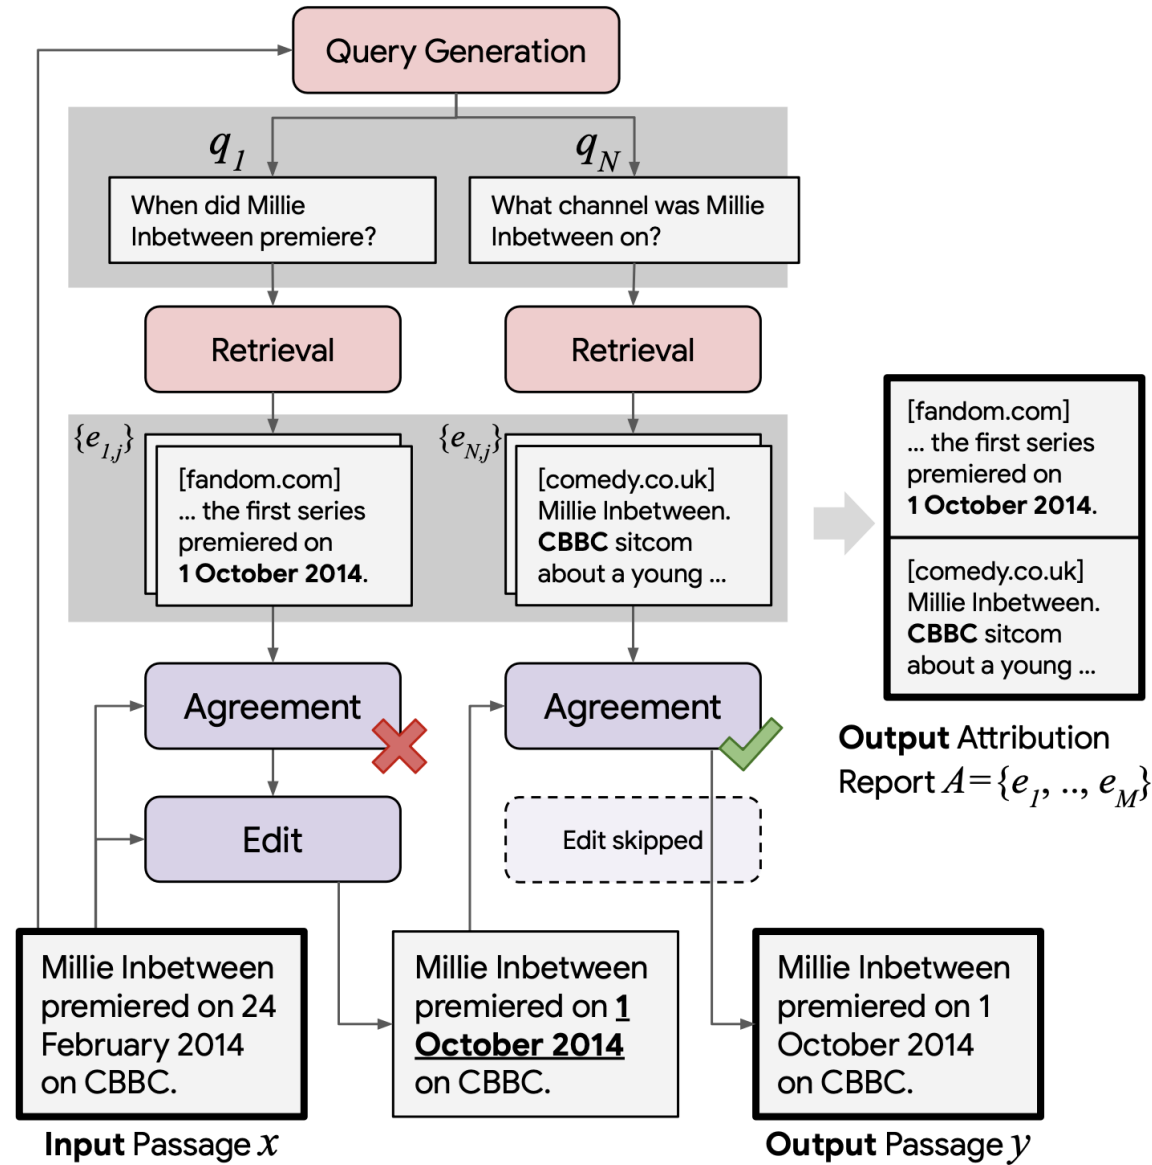 Query Generation
q1
qN
When did Millie
Inbetween premiere?
What channel was Millie
Inbetween on?
Retrieval
Retrieval
{e1,j}
{eN,j}
[fandom.com]
... the first series
premiered on
1 October 2014.
[comedy.co.uk]
Millie Inbetween.
CBBC sitcom
about a young ...
[fandom.com]
... the first series
premiered on
1 October 2014.
[comedy.co.uk]
Millie Inbetween.
CBBC sitcom
about a young ...
Output Attribution
Report A={e1, .., eM}
Agreement
Agreement
Edit
Edit skipped
Millie Inbetween
premiered on 24
February 2014
on CBBC.
Input Passage x
Millie Inbetween
premiered on 1
October 2014
on CBBC.
Millie Inbetween
premiered on 1
October 2014
on CBBC.
Output Passage y